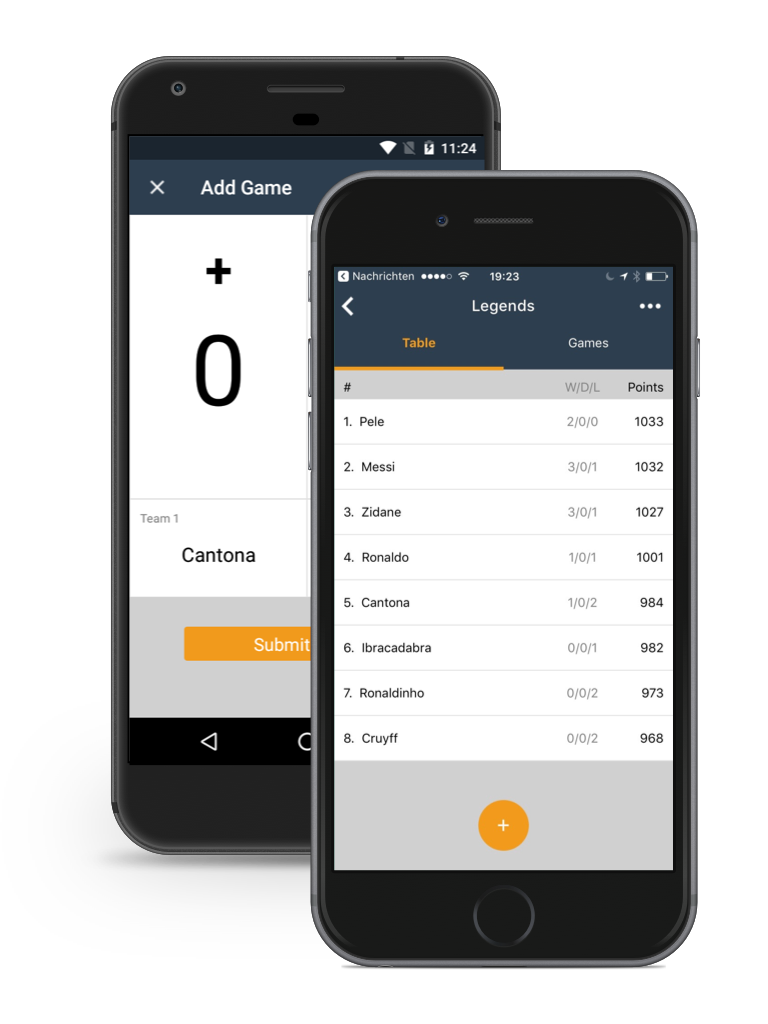 11:24
Add Game
+
0
Team 1
Cantona
Submit
Nachrichten 19:23
Legends
Table Games
# W/D/L Points
1. Pele 2/0/0 1033
2. Messi 3/0/1 1032
3. Zidane 3/0/1 1027
4. Ronaldo 1/0/1 1001
5. Cantona 1/0/2 984
6. Ibracadabra 0/0/1 982
7. Ronaldinho 0/0/2 973
8. Cruyff 0/0/2 968
+